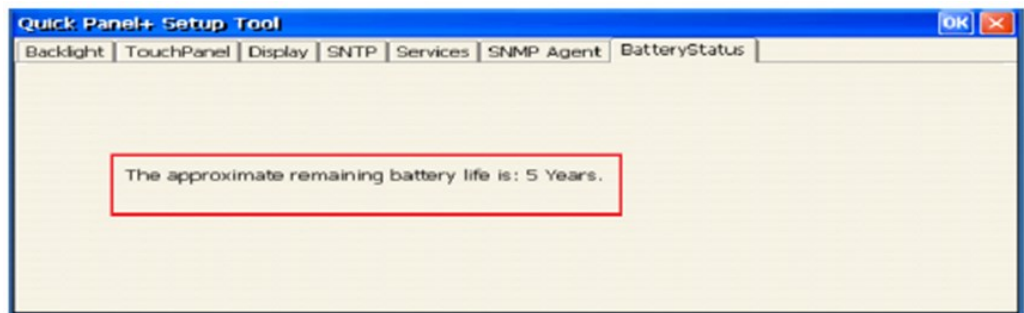 Quick Panel+ Setup Tool OK
Backlight TouchPanel Display SNTP Services SNMP Agent BatteryStatus
The approximate remaining battery life is: 5 Years.